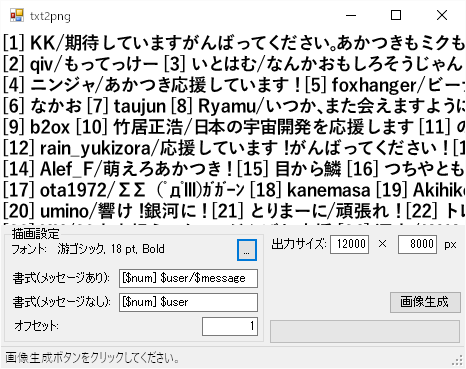 txt2png
[1] KK/期待していますがんばってください。あかつきもミクも
[2] qiv/もってっけー [3] いとはむ/なんかおもしろそうじゃん
[4] ニンジャ/あかつき応援しています！[5] foxhanger/ビー
[6] なかお [7] taujun [8] Ryamu/いつか、また会えますように
[9] b2ox [10] 竹居正浩/日本の宇宙開発を応援します [11] の
[12] rain_yukizora/応援しています！がんばってください！[1
[14] Alef_F/萌えろあかつき！[15] 目から鱗 [16] つちやとも
[17] ota1972/ΣΣ（ﾟдﾟlll)ｶﾞｶﾞｰﾝ [18] kanemasa [19] Akihik
[20] umino/響け！銀河に！[21] とりまーに/頑張れ！[22] トレ
描画設定
フォント: 游ゴシック, 18 pt, Bold ...
出力サイズ: 12000 × 8000 px
書式(メッセージあり): [$num] $user/$message
書式(メッセージなし): [$num] $user
画像生成
オフセット: 1
画像生成ボタンをクリックしてください。